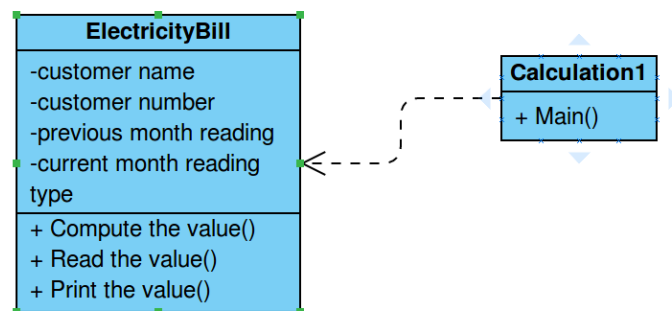 ElectricityBill
-customer name
-customer number
-previous month reading
-current month reading
type
+ Compute the value()
+ Read the value()
+ Print the value()
Calculation1
+ Main()